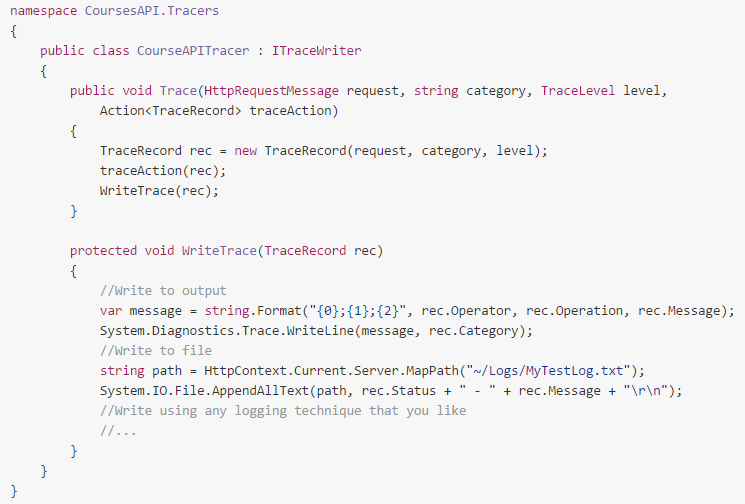 namespace CoursesAPI.Tracers
{
    public class CourseAPITracer : ITraceWriter
    {
        public void Trace(HttpRequestMessage request, string category, TraceLevel level,
            Action<TraceRecord> traceAction)
        {
            TraceRecord rec = new TraceRecord(request, category, level);
            traceAction(rec);
            WriteTrace(rec);
        }

        protected void WriteTrace(TraceRecord rec)
        {
            //Write to output
            var message = string.Format("{0};{1};{2}", rec.Operator, rec.Operation, rec.Message);
            System.Diagnostics.Trace.WriteLine(message, rec.Category);
            //Write to file
            string path = HttpContext.Current.Server.MapPath("~/Logs/MyTestLog.txt");
            System.IO.File.AppendAllText(path, rec.Status + " - " + rec.Message + "\r\n");
            //Write using any logging technique that you like
            //...
        }
    }
}